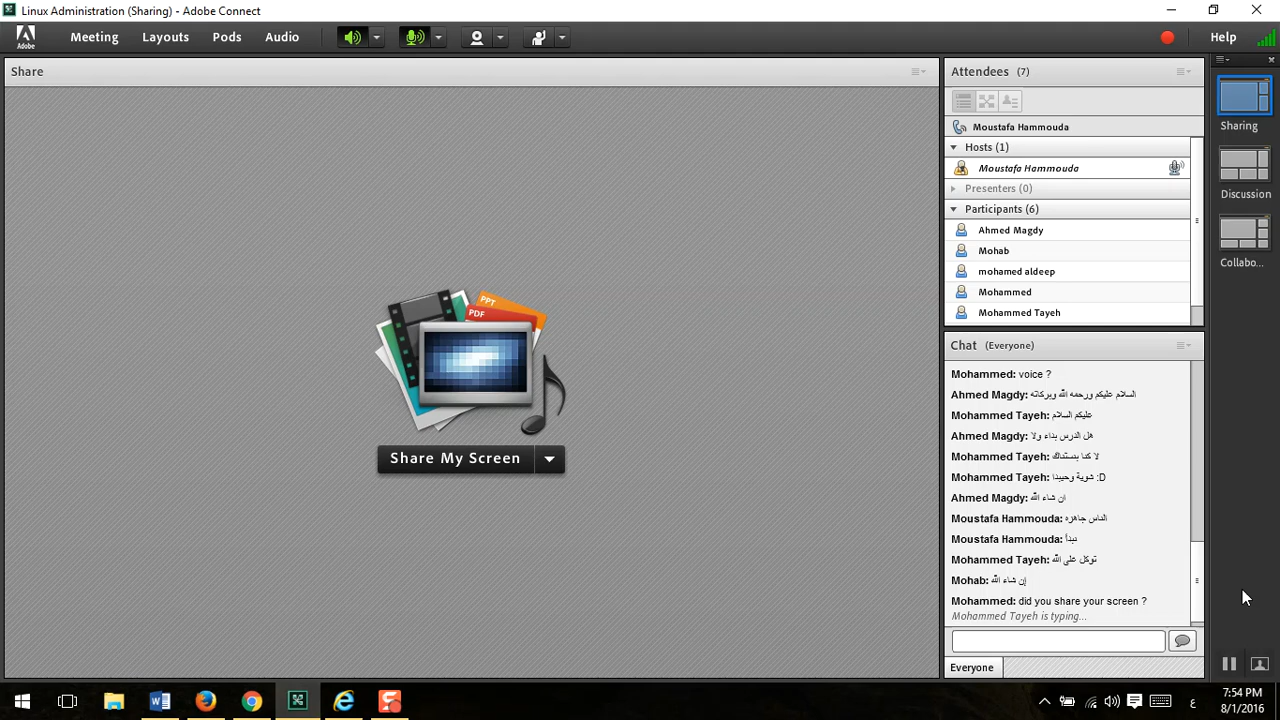 Linux Administration (Sharing) - Adobe Connect
Adobe
Meeting
Layouts
Pods
Audio
Help
Share
PPT
PDF
Share My Screen
Attendees (7)
Moustafa Hammouda
Hosts (1)
Moustafa Hammouda
Presenters (0)
Participants (6)
Ahmed Magdy
Mohab
mohamed aldeep
Mohammed
Mohammed Tayeh
Chat (Everyone)
Mohammed: voice ?
Ahmed Magdy: السلام عليكم ورحمه الله وبركاته
Mohammed Tayeh: عليكم السلام
Ahmed Magdy: هل الدرس بداء ولا
Mohammed Tayeh: لا كنا بنستناك
Mohammed Tayeh: شوية وحيبدا :D
Ahmed Magdy: ان شاء الله
Moustafa Hammouda: الناس جاهزه
Moustafa Hammouda: نبدأ
Mohammed Tayeh: توكل على الله
Mohab: إن شاء الله
Mohammed: did you share your screen ?
Mohammed Tayeh is typing...
Everyone
Sharing
Discussion
Collabo...
ع
7:54 PM
8/1/2016